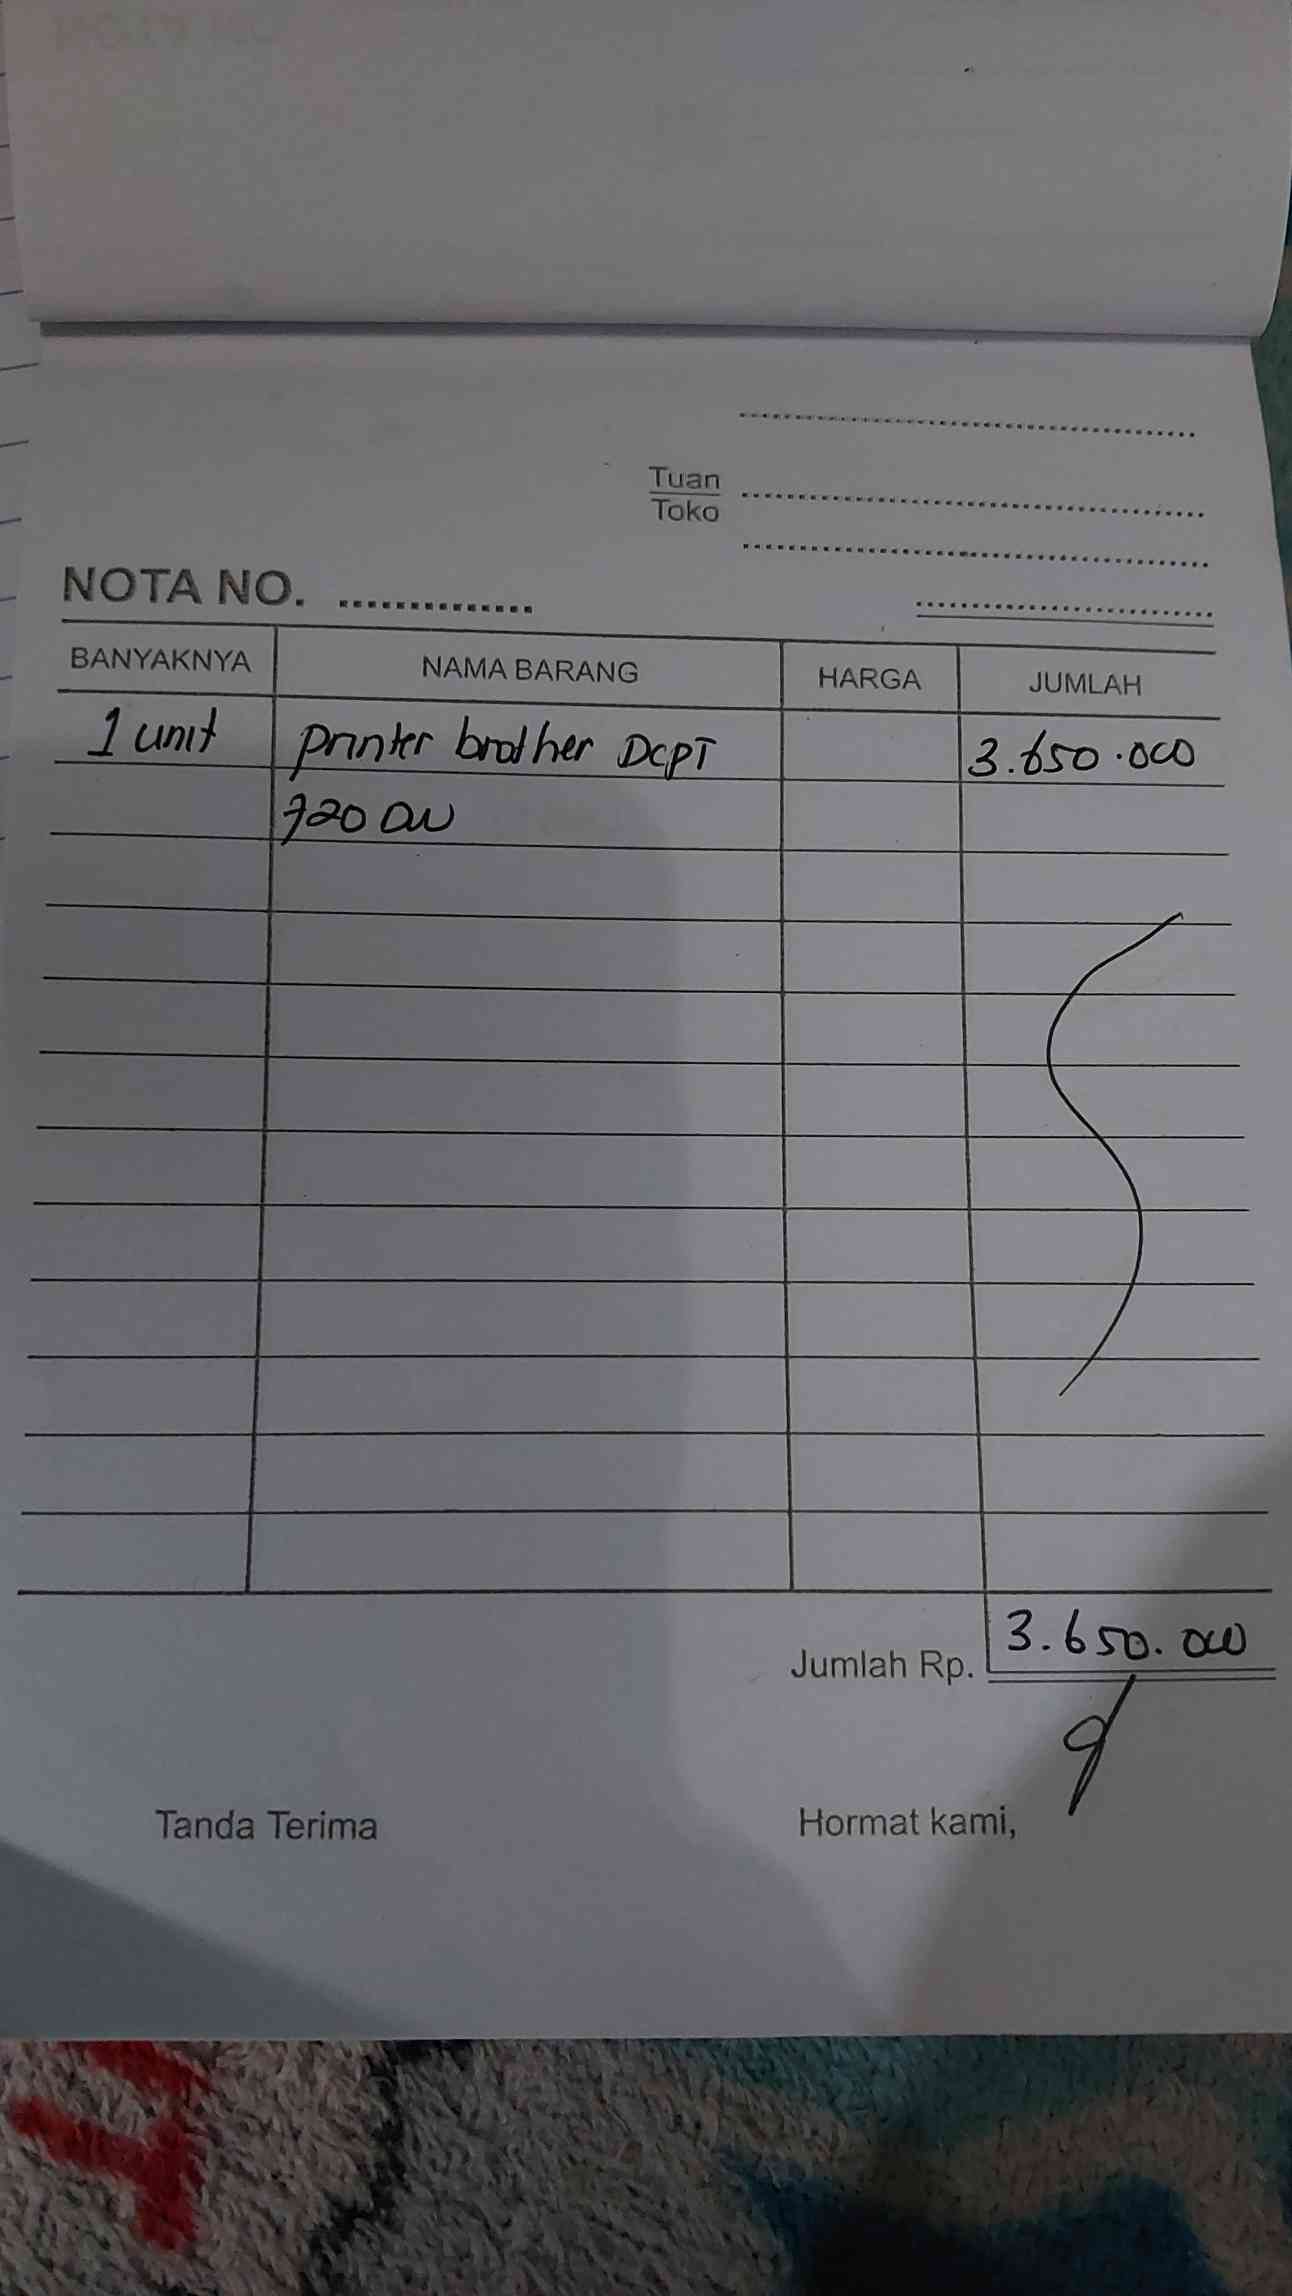 Tuan
Toko
NOTA NO.
BANYAKNYA NAMA BARANG HARGA JUMLAH
1 unit printer brother DCPT 3.650.000
720 DW
Jumlah Rp. 3.650.000
Tanda Terima Hormat kami,